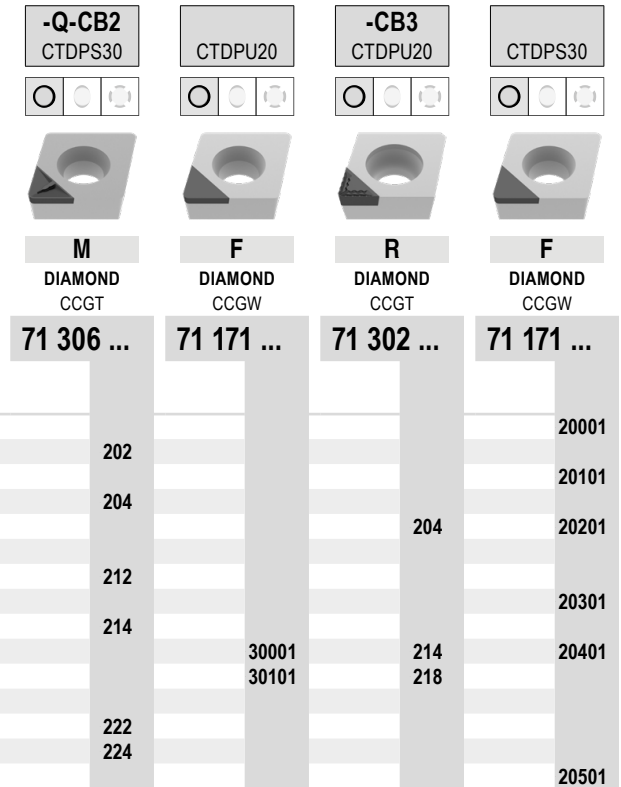 -Q-CB2 -CB3
CTDPS30 CTDPU20 CTDPU20 CTDPS30
M F R F
DIAMOND DIAMOND DIAMOND DIAMOND
CCGT CCGW CCGT CCGW
71 306 ... 71 171 ... 71 302 ... 71 171 ...
20001
202
20101
204
204 20201
212
20301
214
30001 214 20401
30101 218
222
224
20501